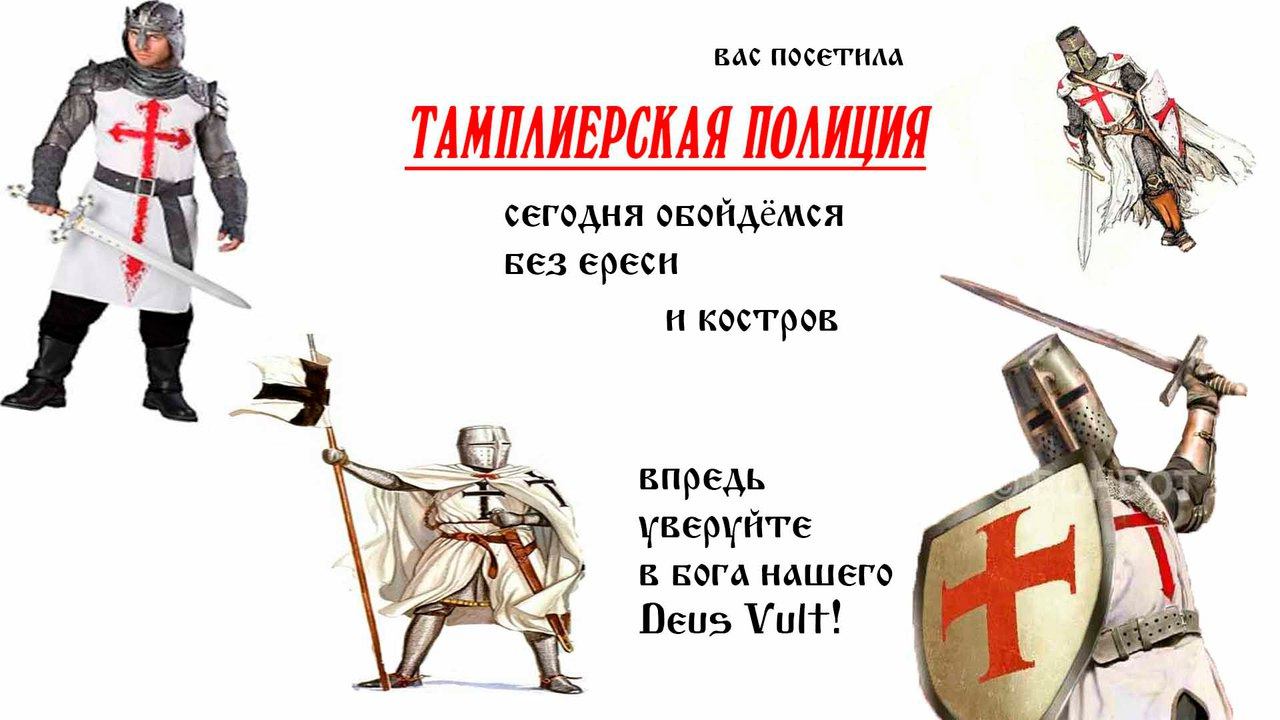 вас посетила
ТАМПЛИЕРСКАЯ ПОЛИЦИЯ
сегодня обойдёмся
без ереси
и костров
впредь
уверуйте
в бога нашего
Deus Vult!